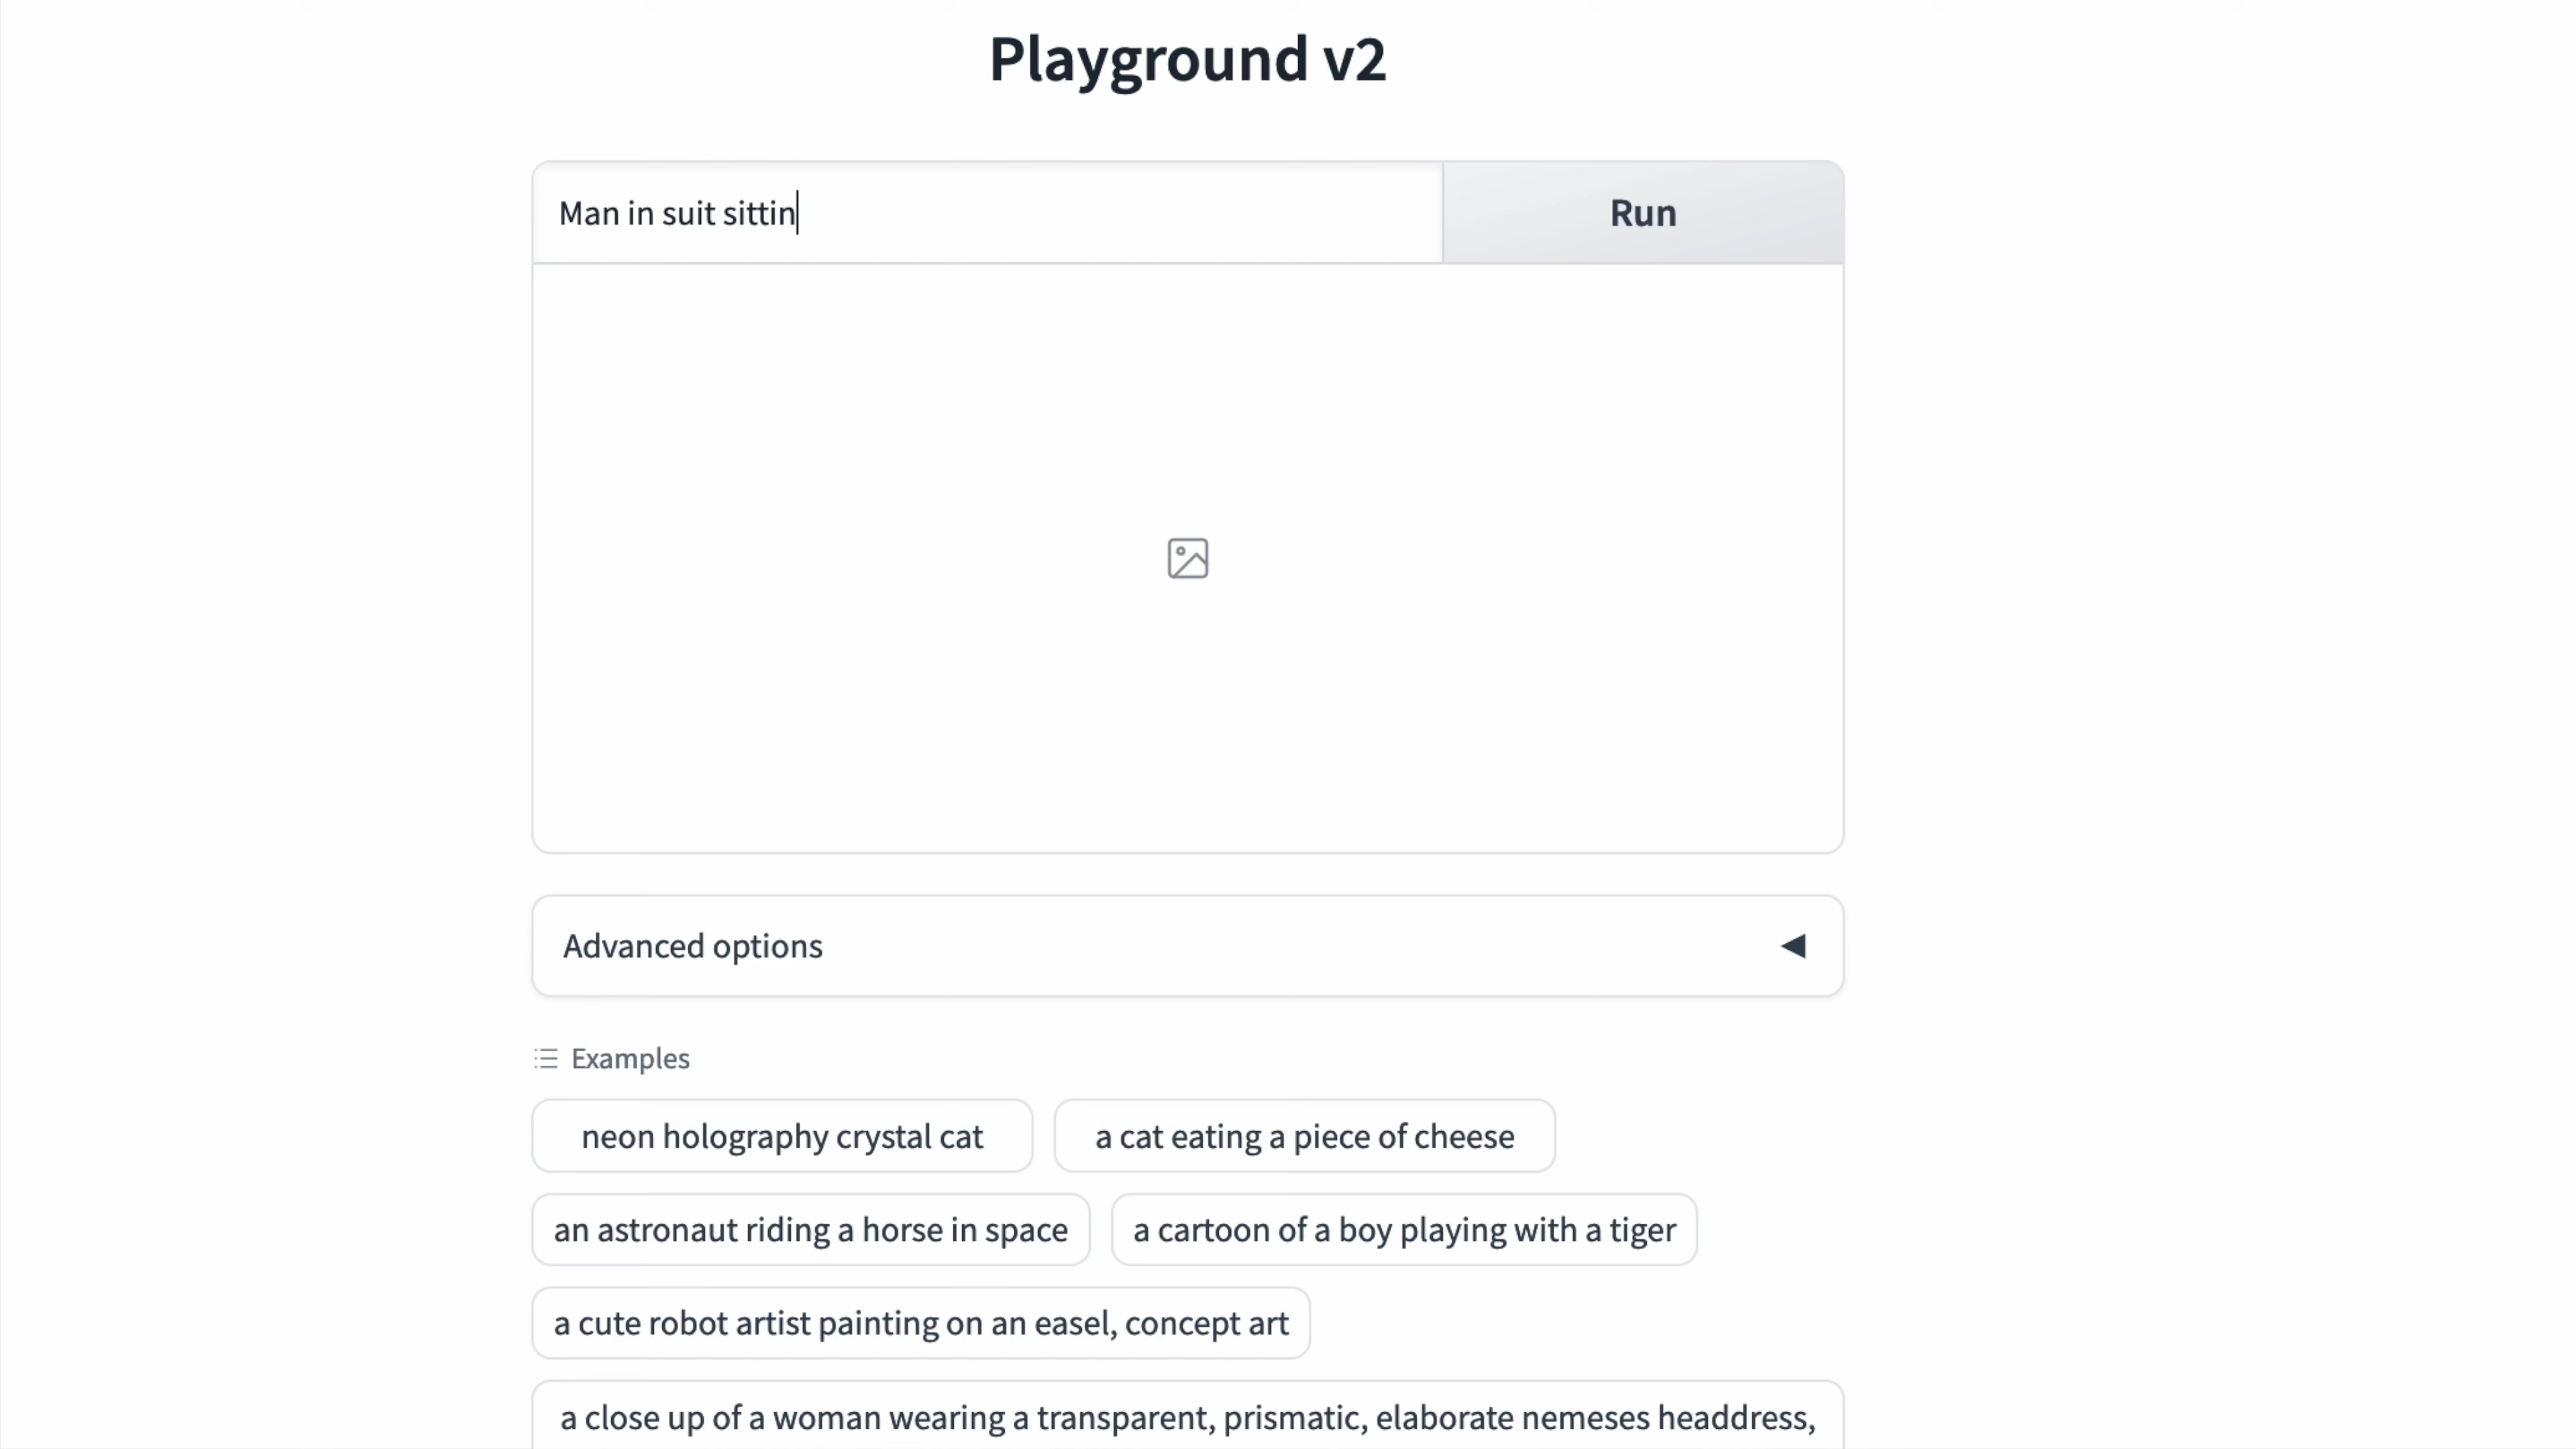 Playground v2
Man in suit sittin
Run
Advanced options
Examples
neon holography crystal cat
a cat eating a piece of cheese
an astronaut riding a horse in space
a cartoon of a boy playing with a tiger
a cute robot artist painting on an easel, concept art
a close up of a woman wearing a transparent, prismatic, elaborate nemeses headdress,